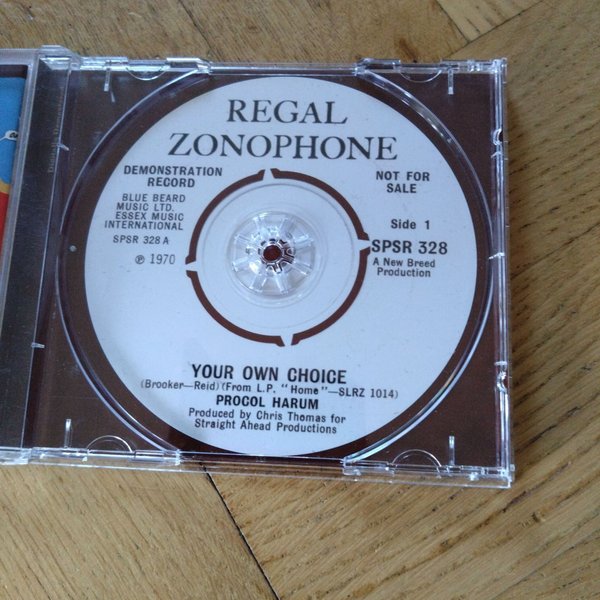 REGAL
ZONOPHONE
DEMONSTRATION
RECORD
NOT FOR
SALE
BLUE BEARD
MUSIC LTD.
ESSEX MUSIC
INTERNATIONAL
SPSR 328 A
℗ 1970
Side 1
SPSR 328
A New Breed
Production
YOUR OWN CHOICE
(Brooker—Reid) (From L.P. "Home"—SLRZ 1014)
PROCOL HARUM
Produced by Chris Thomas for
Straight Ahead Productions